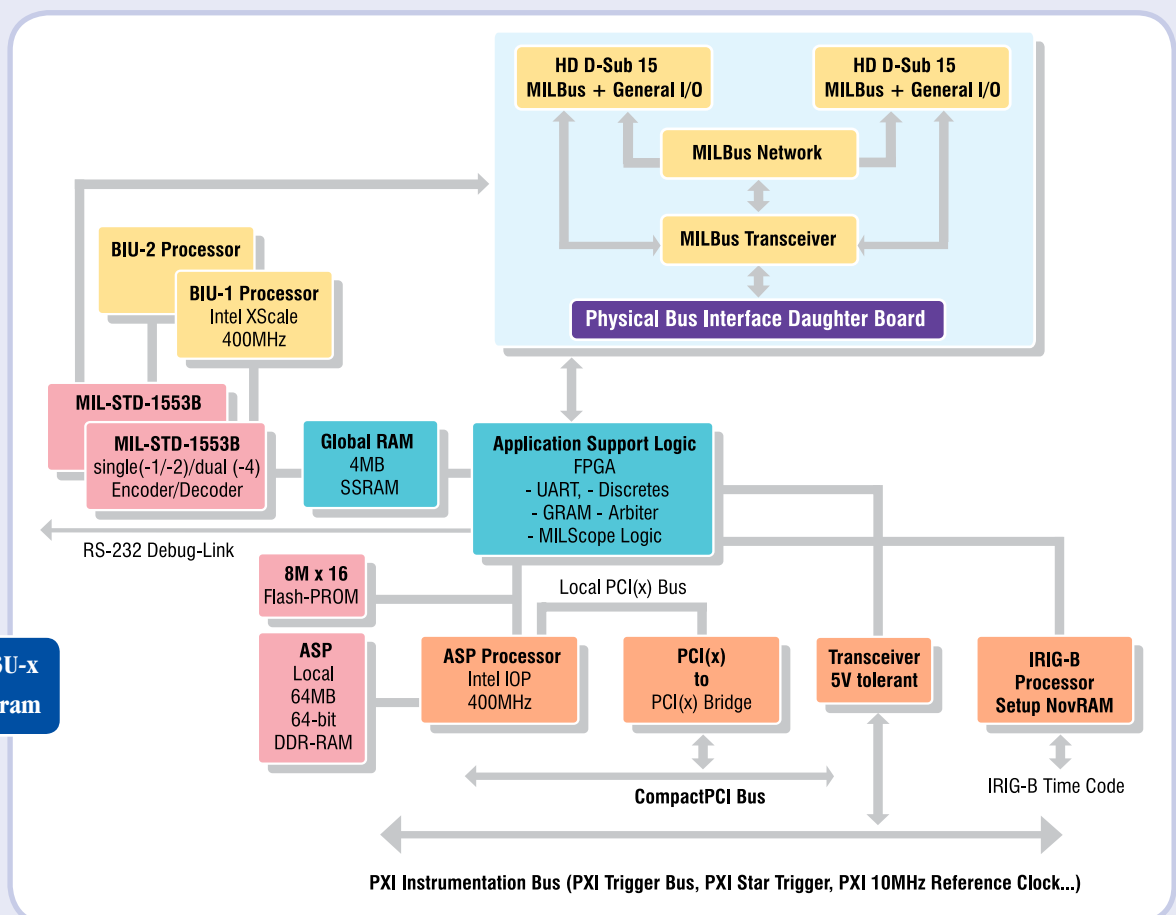 HD D-Sub 15
MILBus + General I/O
HD D-Sub 15
MILBus + General I/O
MILBus Network
MILBus Transceiver
Physical Bus Interface Daughter Board
BIU-2 Processor
BIU-1 Processor
Intel XScale
400MHz
MIL-STD-1553B
MIL-STD-1553B
single(-1/-2)/dual (-4)
Encoder/Decoder
Global RAM
4MB
SSRAM
Application Support Logic
FPGA
- UART, - Discretes
- GRAM - Arbiter
- MILScope Logic
RS-232 Debug-Link
8M x 16
Flash-PROM
Local PCI(x) Bus
ASP
Local
64MB
64-bit
DDR-RAM
ASP Processor
Intel IOP
400MHz
PCI(x)
to
PCI(x) Bridge
Transceiver
5V tolerant
IRIG-B
Processor
Setup NovRAM
U-x
ram
CompactPCI Bus
IRIG-B Time Code
PXI Instrumentation Bus (PXI Trigger Bus, PXI Star Trigger, PXI 10MHz Reference Clock...)